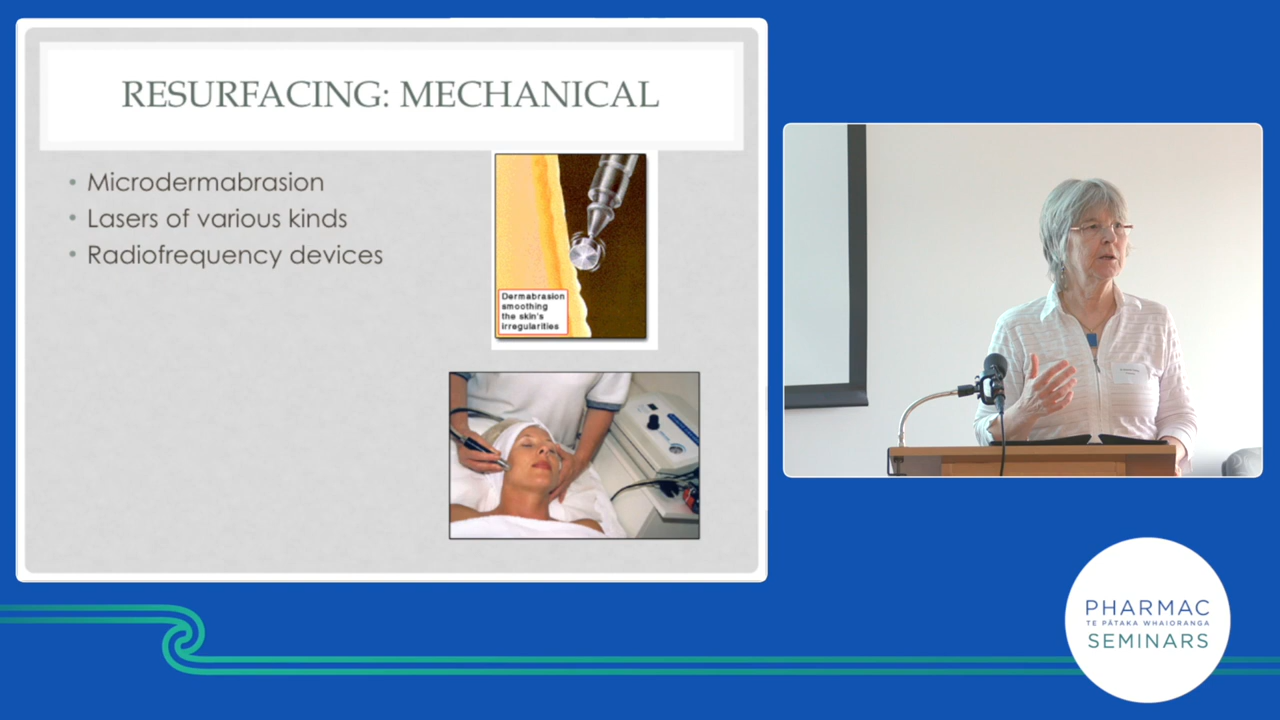 RESURFACING: MECHANICAL
• Microdermabrasion
• Lasers of various kinds
• Radiofrequency devices
Dermabrasion
smoothing
the skin's
irregularities
PHARMAC
TE PĀTAKA WHAIORANGA
SEMINARS